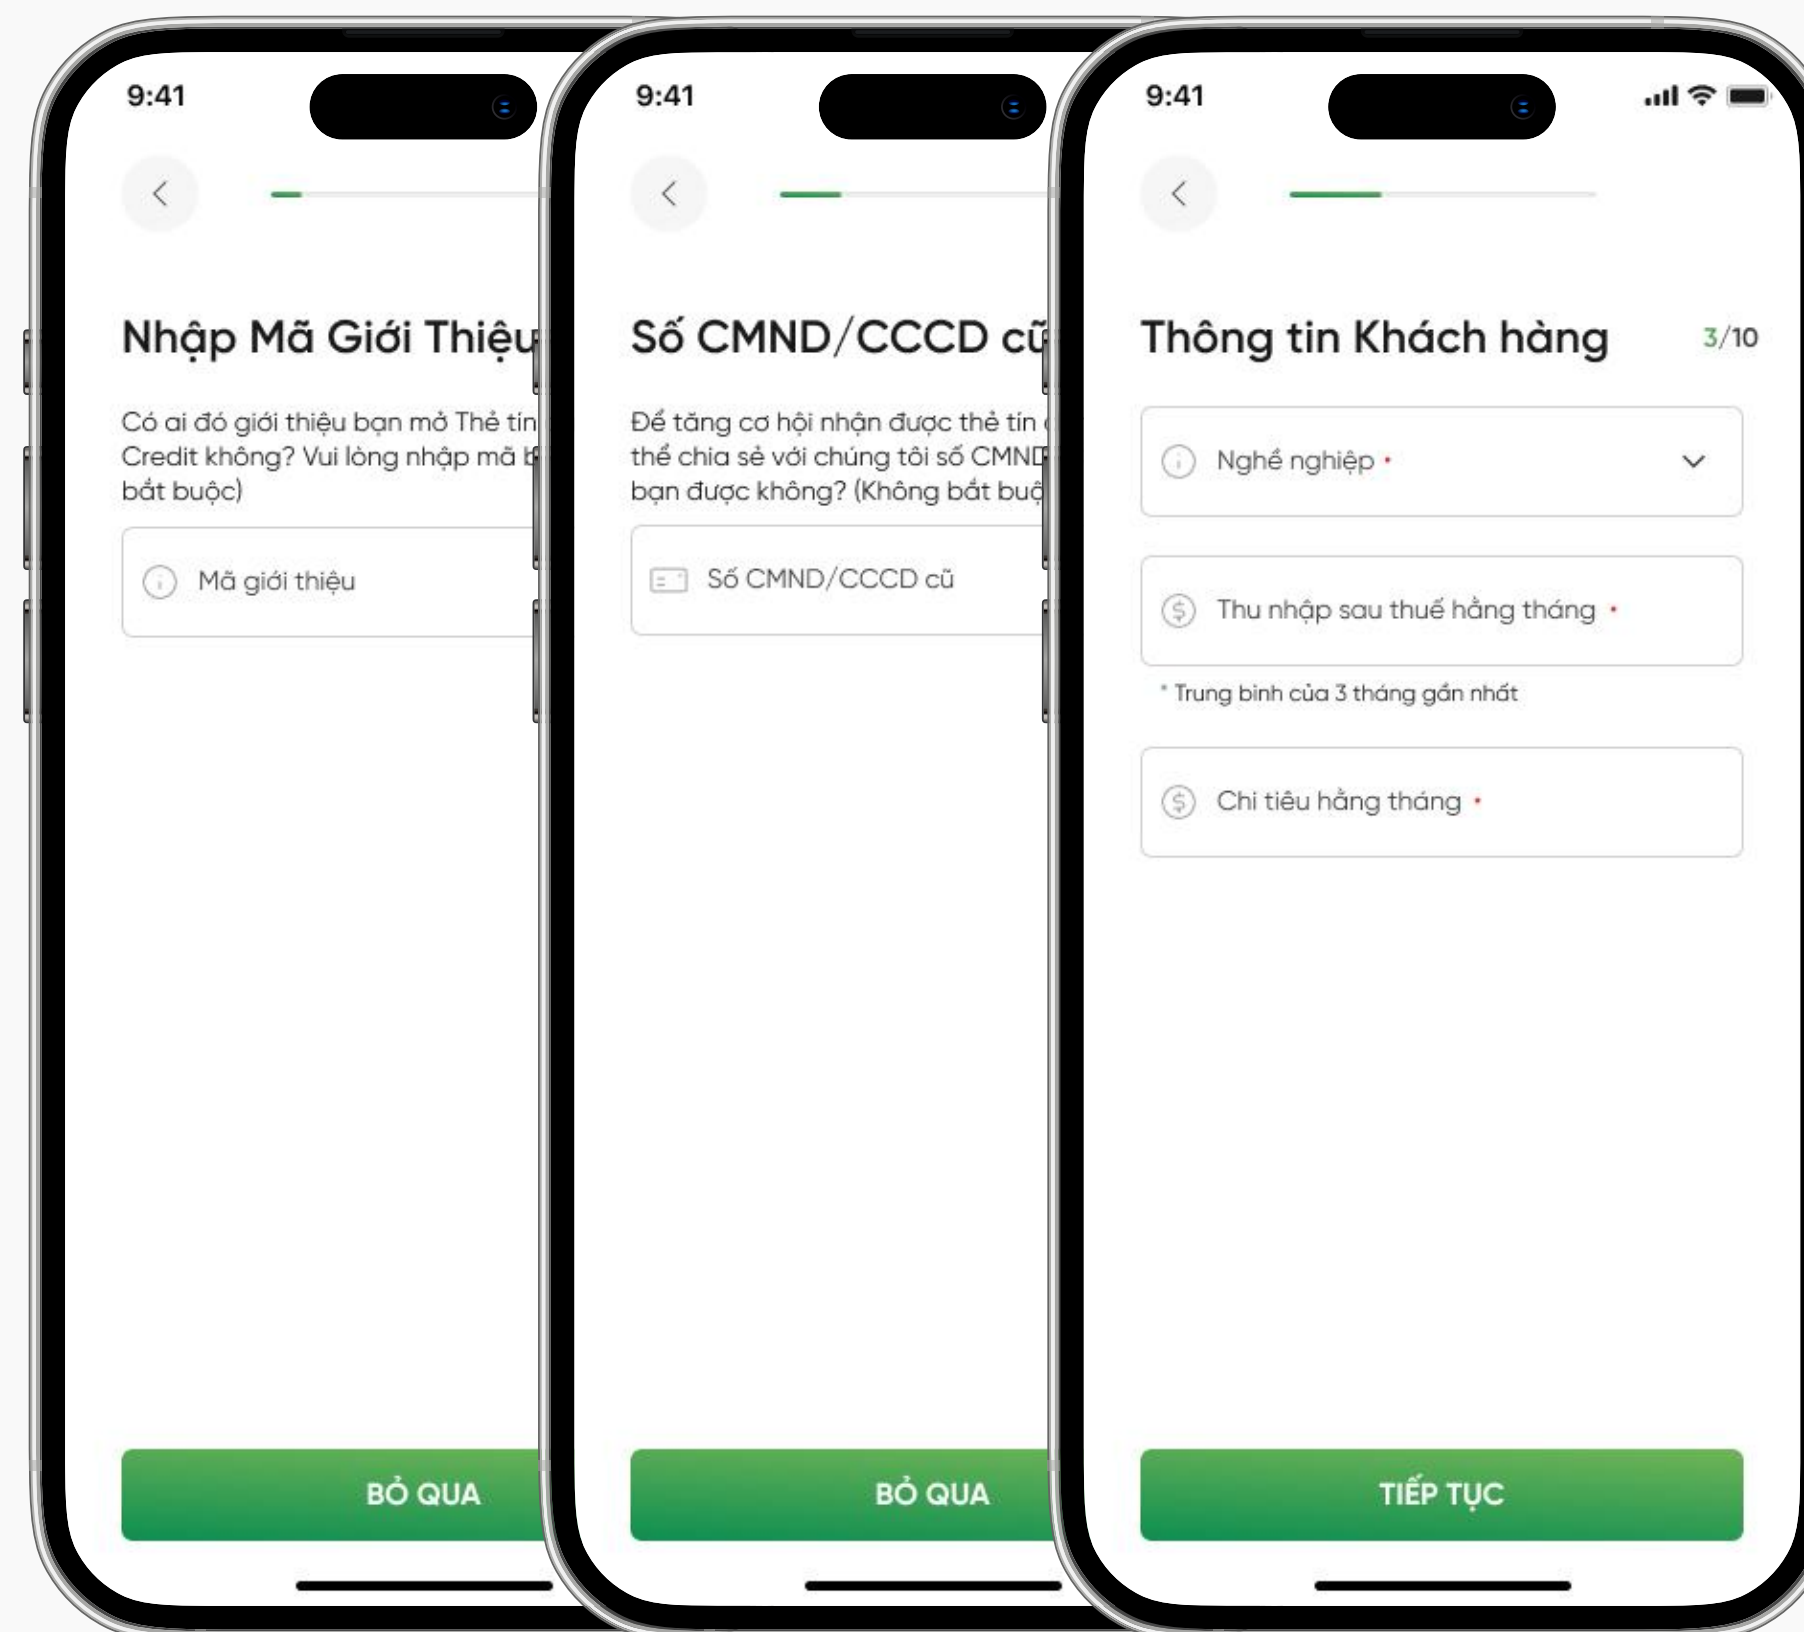 9:41
Nhập Mã Giới Thiệu
Có ai đó giới thiệu bạn mở Thẻ tín
Credit không? Vui lòng nhập mã
bắt buộc)
Mã giới thiệu
BỎ QUA
9:41
Số CMND/CCCD cũ
Để tăng cơ hội nhận được thẻ tín
thể chia sẻ với chúng tôi số CMND
bạn được không? (Không bắt buộc
Số CMND/CCCD cũ
BỎ QUA
9:41
Thông tin Khách hàng 3/10
Nghề nghiệp *
Thu nhập sau thuế hằng tháng *
* Trung bình của 3 tháng gần nhất
Chi tiêu hằng tháng *
TIẾP TỤC